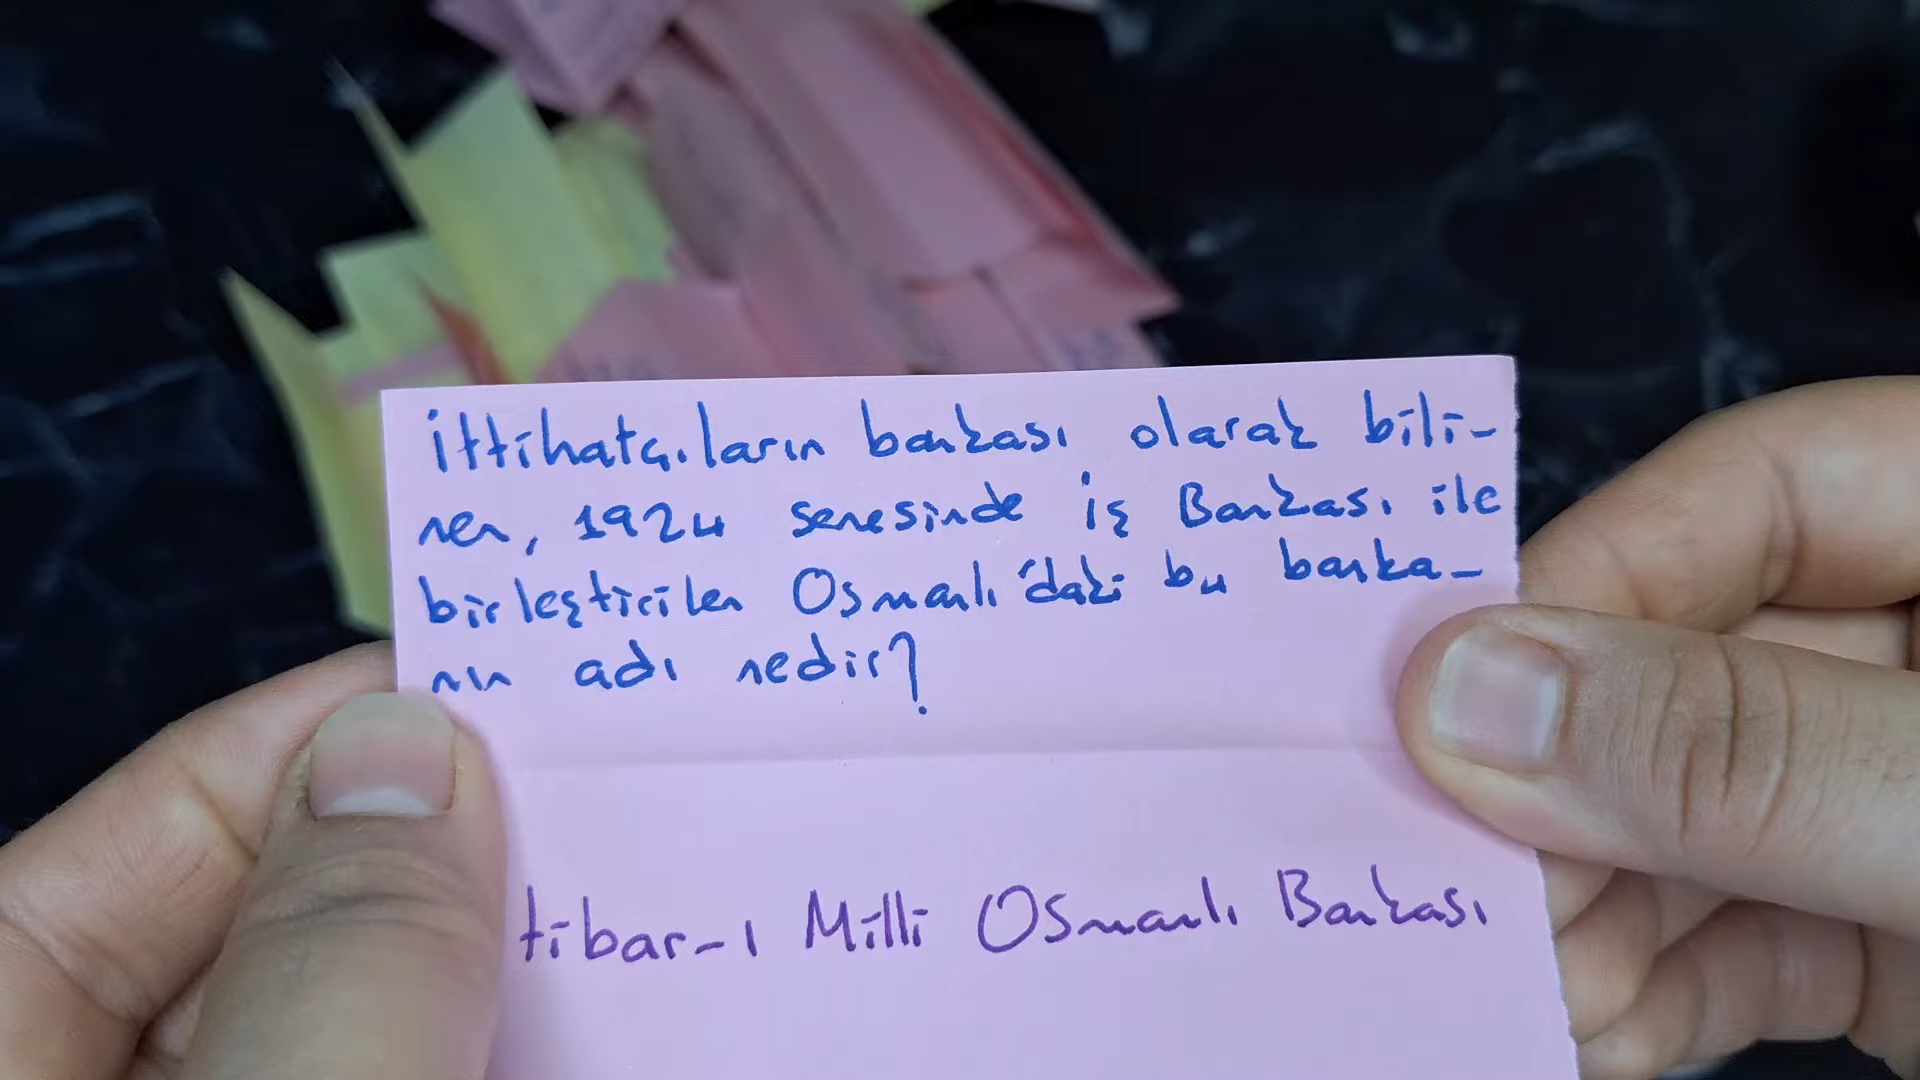 İttihatçıların bankası olarak bili-
nen, 1924 senesinde İş Bankası ile
birleştirilen Osmanlı'daki bu banka-
nın adı nedir?
tibar-ı Milli Osmanlı Bankası